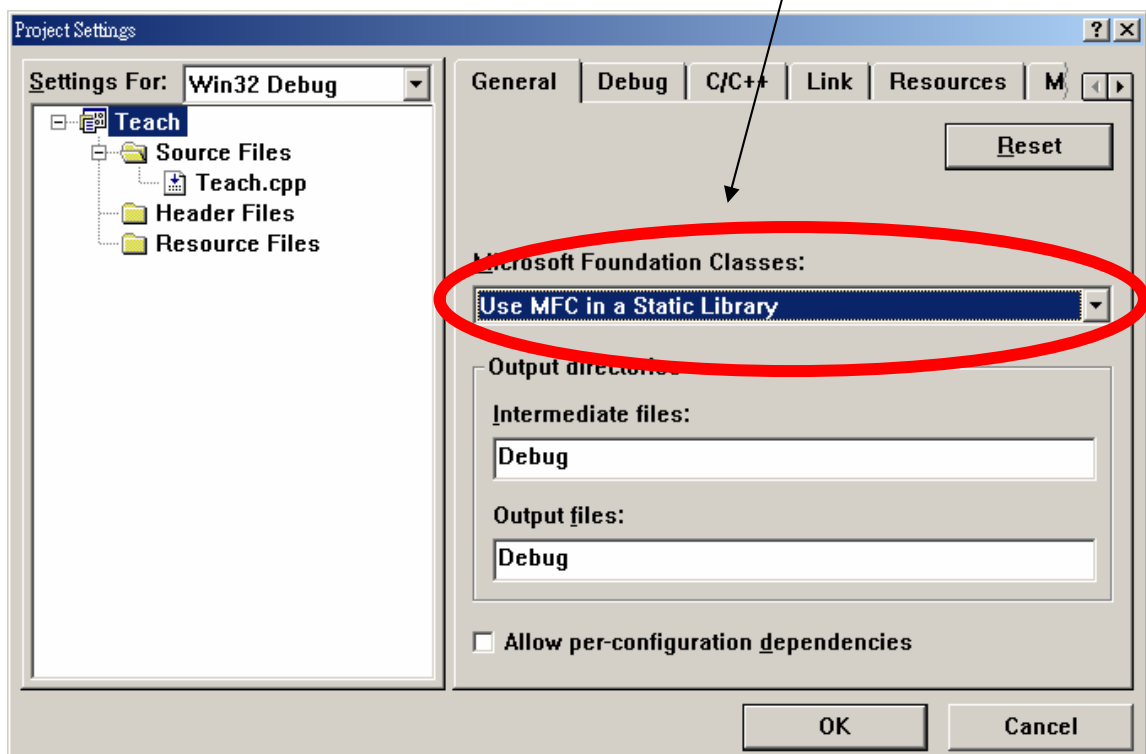 Project Settings
Settings For: Win32 Debug
Teach
Source Files
Teach.cpp
Header Files
Resource Files
General Debug C/C++ Link Resources M
Reset
Microsoft Foundation Classes:
Use MFC in a Static Library
Output directories
Intermediate files:
Debug
Output files:
Debug
Allow per-configuration dependencies
OK Cancel